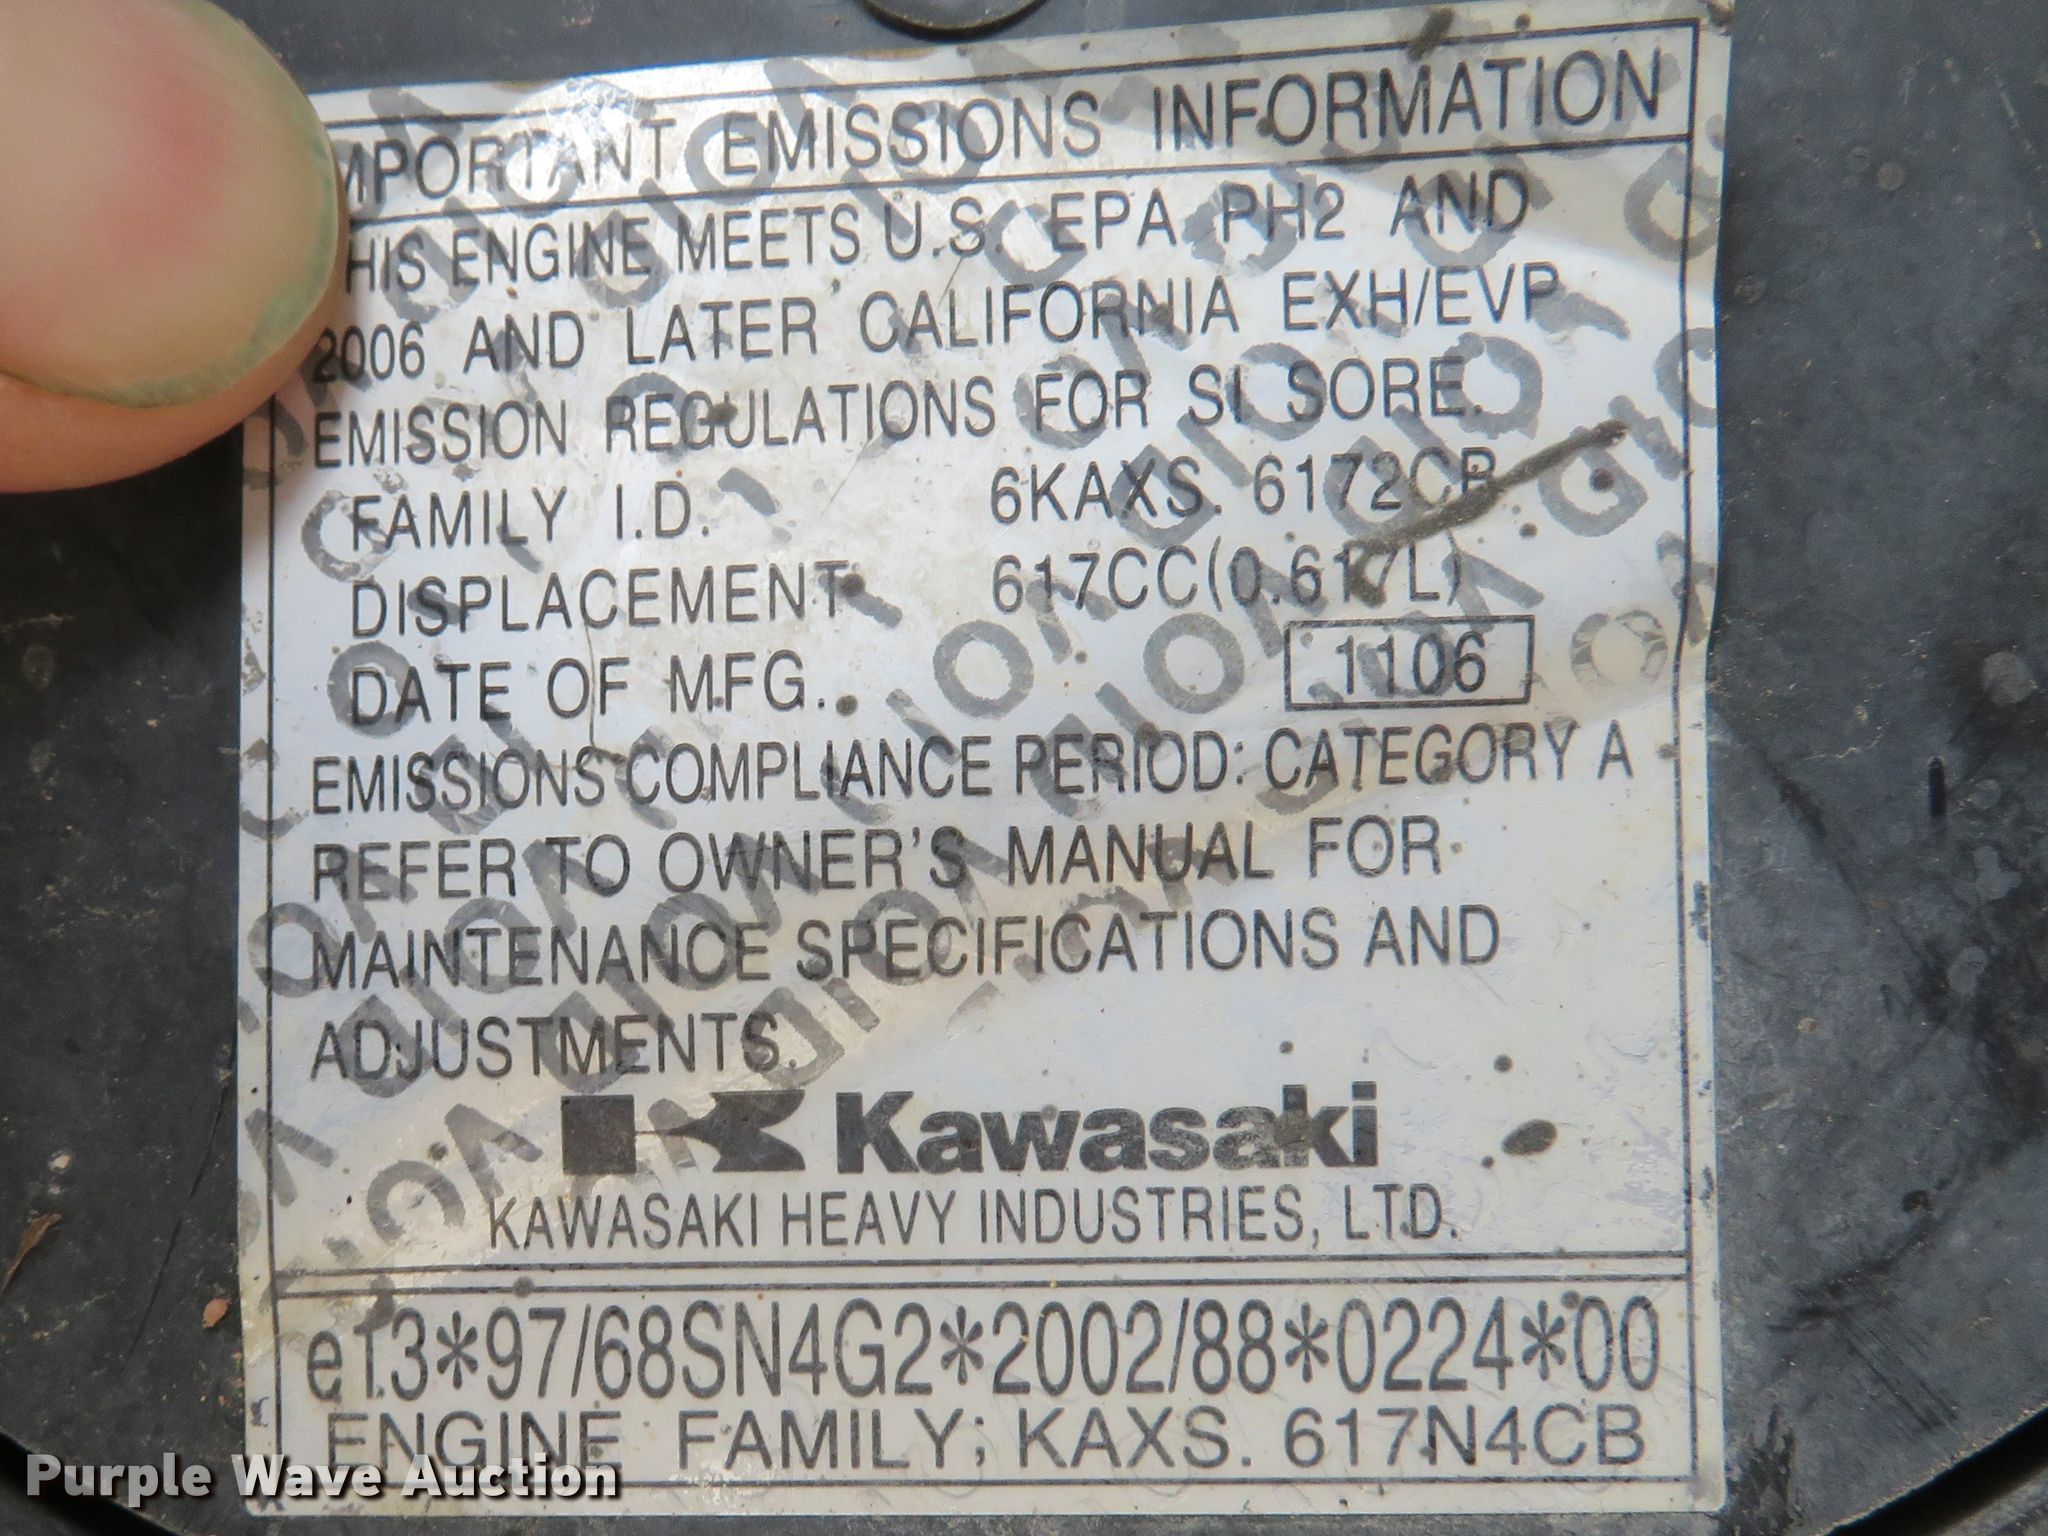 MPORTANT EMISSIONS INFORMATION
HIS ENGINE MEETS U.S. EPA PH2 AND
2006 AND LATER CALIFORNIA EXH/EVP
EMISSION REGULATIONS FOR SI SORE.
FAMILY I.D. 6KAXS. 6172CB
DISPLACEMENT 617CC(0.617L)
DATE OF MFG. 1106
EMISSIONS COMPLIANCE PERIOD: CATEGORY A
REFER TO OWNER'S MANUAL FOR
MAINTENANCE SPECIFICATIONS AND
ADJUSTMENTS.
Kawasaki
KAWASAKI HEAVY INDUSTRIES, LTD.
e13*97/68SN4G2*2002/88*0224*00
ENGINE FAMILY; KAXS. 617N4CB
Purple Wave Auction